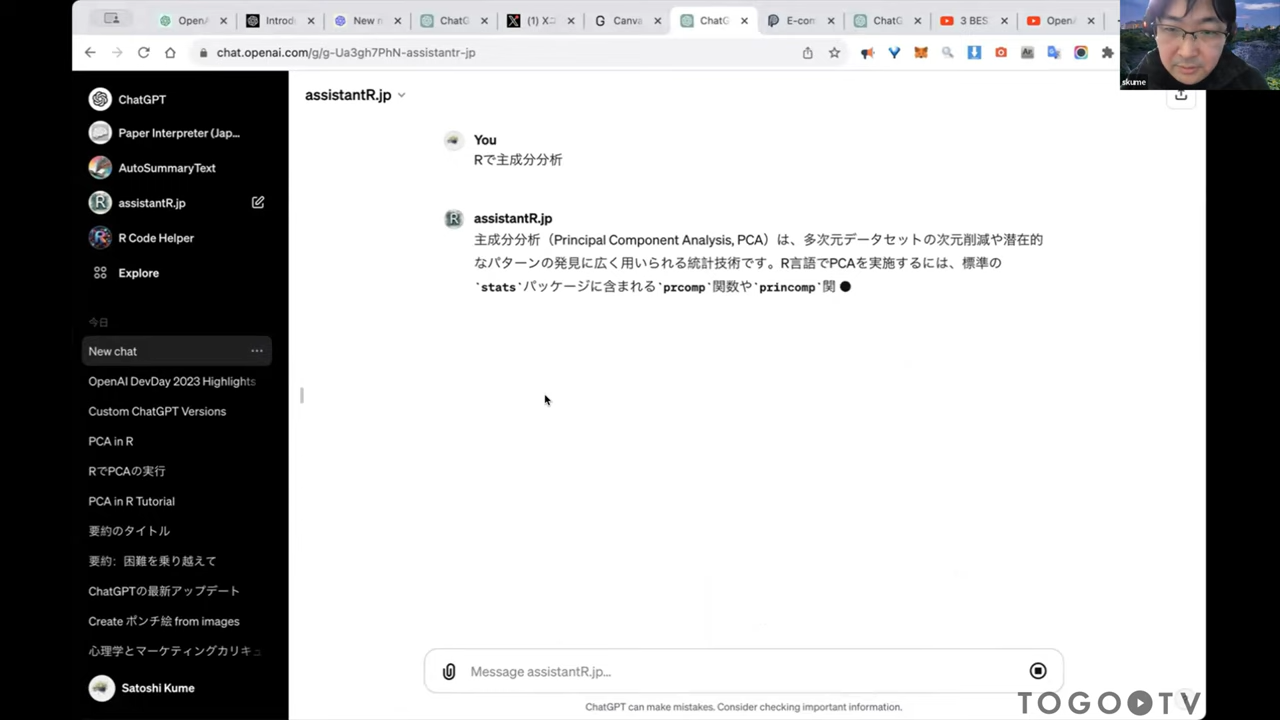 OpenA
Introd
New n
ChatG
(1) X
Canva
ChatG
E-con
ChatG
3 BES
OpenA
chat.openai.com/g/g-Ua3gh7PhN-assistantr-jp
skume
ChatGPT
Paper Interpreter (Jap...
AutoSummaryText
assistantR.jp
R Code Helper
Explore
今日
New chat
OpenAI DevDay 2023 Highlights
Custom ChatGPT Versions
PCA in R
RでPCAの実行
PCA in R Tutorial
要約のタイトル
要約: 困難を乗り越えて
ChatGPTの最新アップデート
Create ポンチ絵 from images
心理学とマーケティングカリキュ
Satoshi Kume
assistantR.jp
You
Rで主成分分析
assistantR.jp
主成分分析（Principal Component Analysis, PCA）は、多次元データセットの次元削減や潜在的
なパターンの発見に広く用いられる統計技術です。R言語でPCAを実施するには、標準の
`stats`パッケージに含まれる`prcomp`関数や`princomp`関
Message assistantR.jp...
ChatGPT can make mistakes. Consider checking important information.
TOGO TV